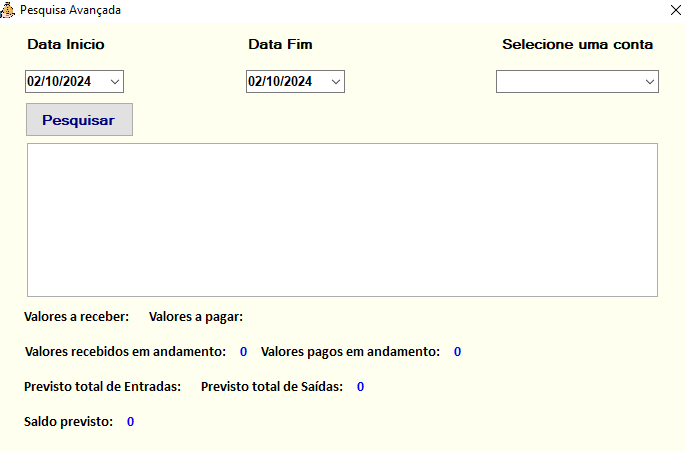 Pesquisa Avançada
Data Inicio Data Fim Selecione uma conta
02/10/2024 02/10/2024
Pesquisar
Valores a receber: Valores a pagar:
Valores recebidos em andamento: 0 Valores pagos em andamento: 0
Previsto total de Entradas: Previsto total de Saídas: 0
Saldo previsto: 0